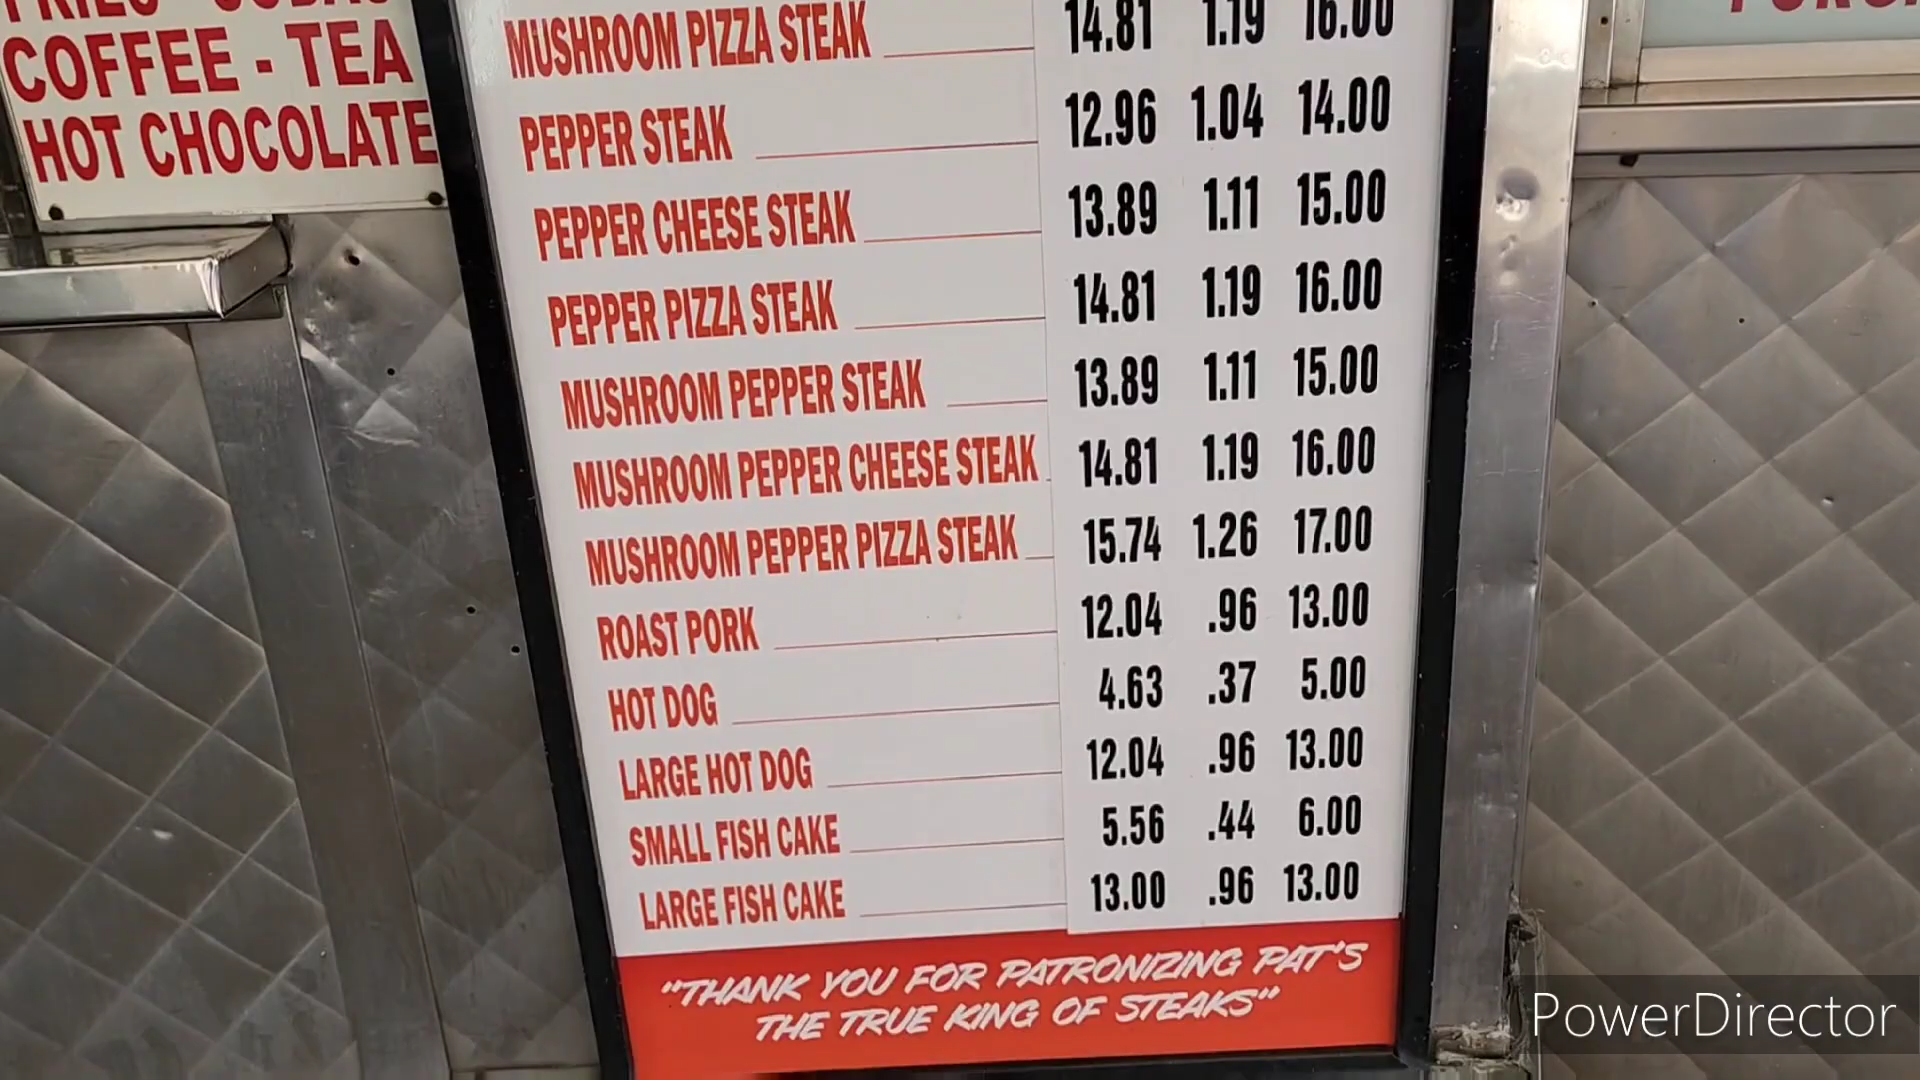 COFFEE - TEA
HOT CHOCOLATE
MUSHROOM PIZZA STEAK 14.81 1.19 16.00
PEPPER STEAK 12.96 1.04 14.00
PEPPER CHEESE STEAK 13.89 1.11 15.00
PEPPER PIZZA STEAK 14.81 1.19 16.00
MUSHROOM PEPPER STEAK 13.89 1.11 15.00
MUSHROOM PEPPER CHEESE STEAK 14.81 1.19 16.00
MUSHROOM PEPPER PIZZA STEAK 15.74 1.26 17.00
ROAST PORK 12.04 .96 13.00
HOT DOG 4.63 .37 5.00
LARGE HOT DOG 12.04 .96 13.00
SMALL FISH CAKE 5.56 .44 6.00
LARGE FISH CAKE 13.00 .96 13.00
"THANK YOU FOR PATRONIZING PAT'S
THE TRUE KING OF STEAKS"
PowerDirector